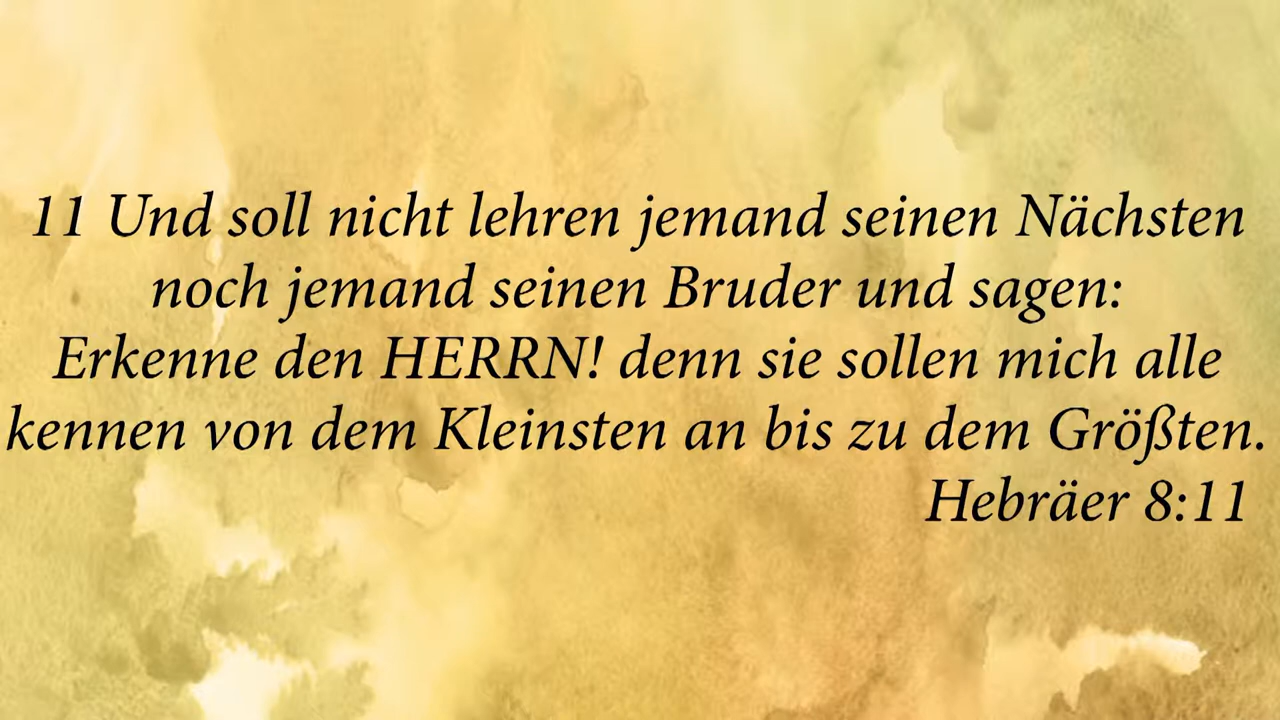 11 Und soll nicht lehren jemand seinen Nächsten
noch jemand seinen Bruder und sagen:
Erkenne den HERRN! denn sie sollen mich alle
kennen von dem Kleinsten an bis zu dem Größten.
Hebräer 8:11